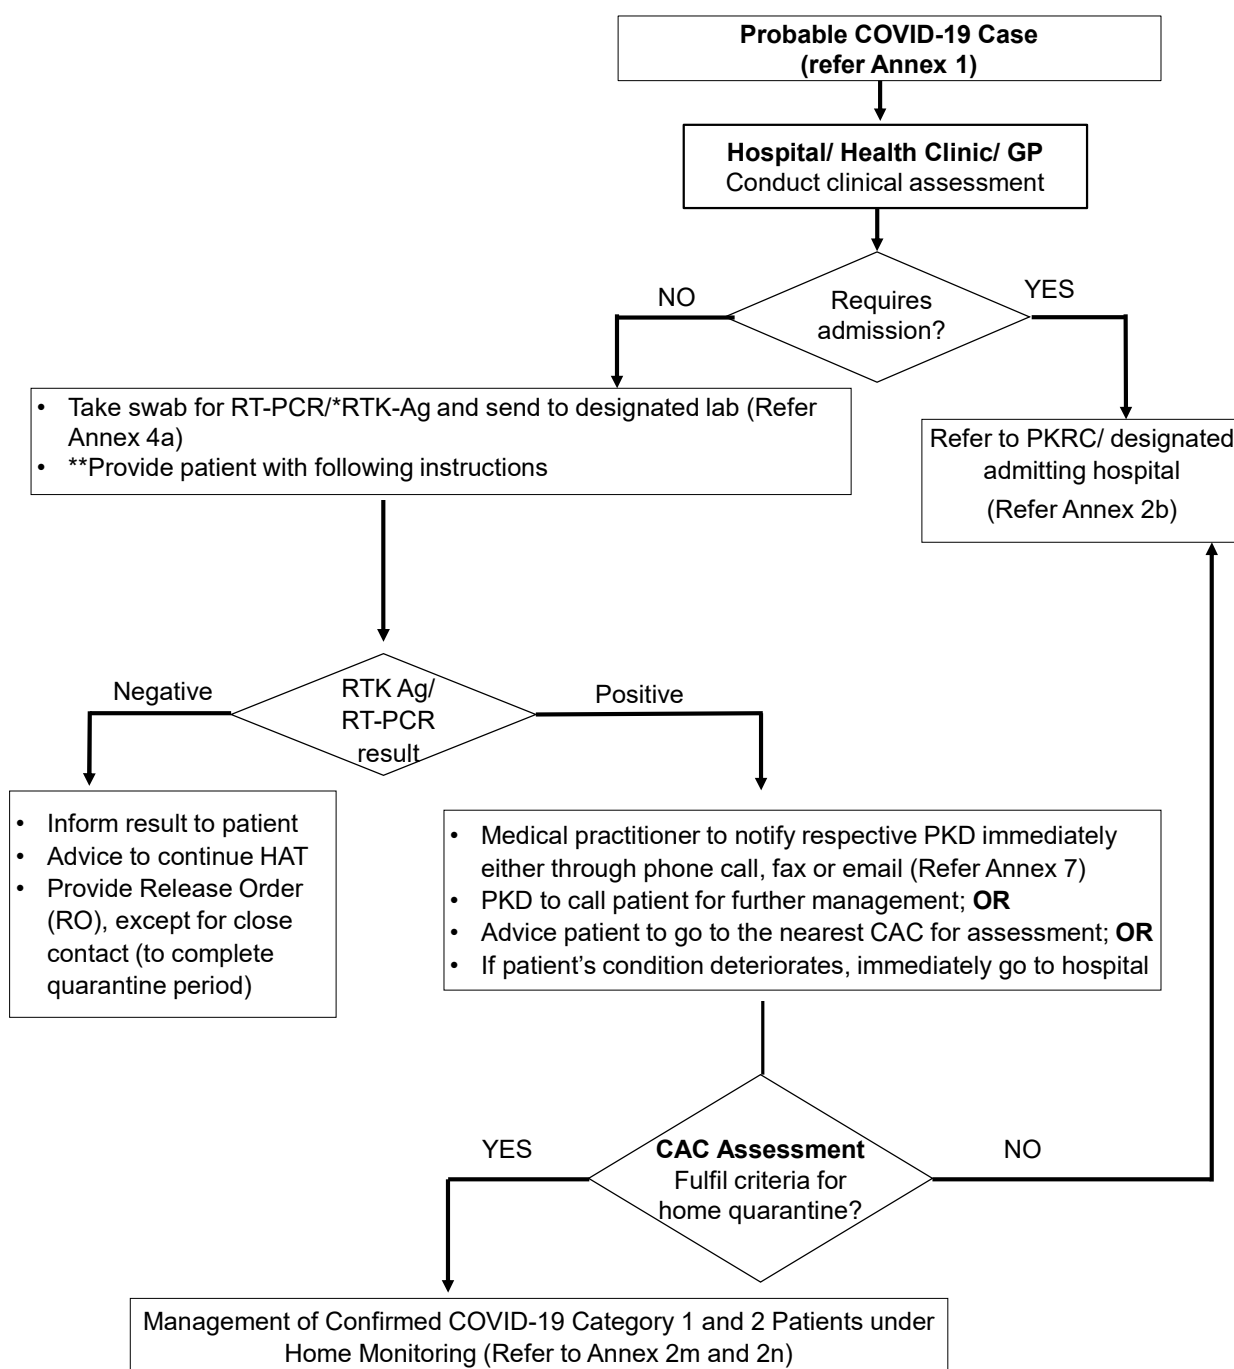 Probable COVID-19 Case
(refer Annex 1)
Hospital/ Health Clinic/ GP
Conduct clinical assessment
Requires
admission?
NO
YES
• Take swab for RT-PCR/*RTK-Ag and send to designated lab (Refer
Annex 4a)
• **Provide patient with following instructions
Refer to PKRC/ designated
admitting hospital
(Refer Annex 2b)
RTK Ag/
RT-PCR
result
Negative
Positive
• Inform result to patient
• Advice to continue HAT
• Provide Release Order
(RO), except for close
contact (to complete
quarantine period)
• Medical practitioner to notify respective PKD immediately
either through phone call, fax or email (Refer Annex 7)
• PKD to call patient for further management; OR
• Advice patient to go to the nearest CAC for assessment; OR
• If patient's condition deteriorates, immediately go to hospital
CAC Assessment
Fulfil criteria for
home quarantine?
YES
NO
Management of Confirmed COVID-19 Category 1 and 2 Patients under
Home Monitoring (Refer to Annex 2m and 2n)